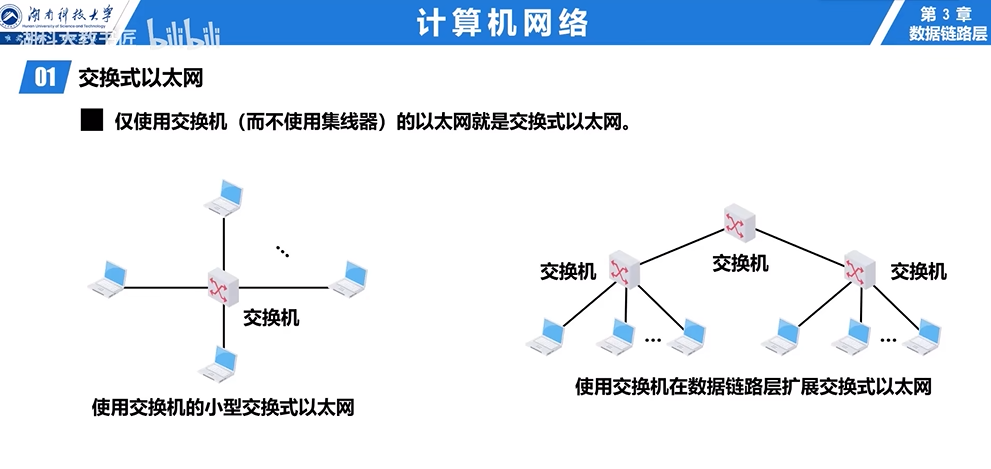 湖南科技大学
Hunan University of Science and Technology
湖科大教书匠 bilibili
计算机网络
第 3 章
数据链路层
01 交换式以太网
仅使用交换机（而不使用集线器）的以太网就是交换式以太网。
交换机
使用交换机的小型交换式以太网
交换机
交换机
交换机
使用交换机在数据链路层扩展交换式以太网